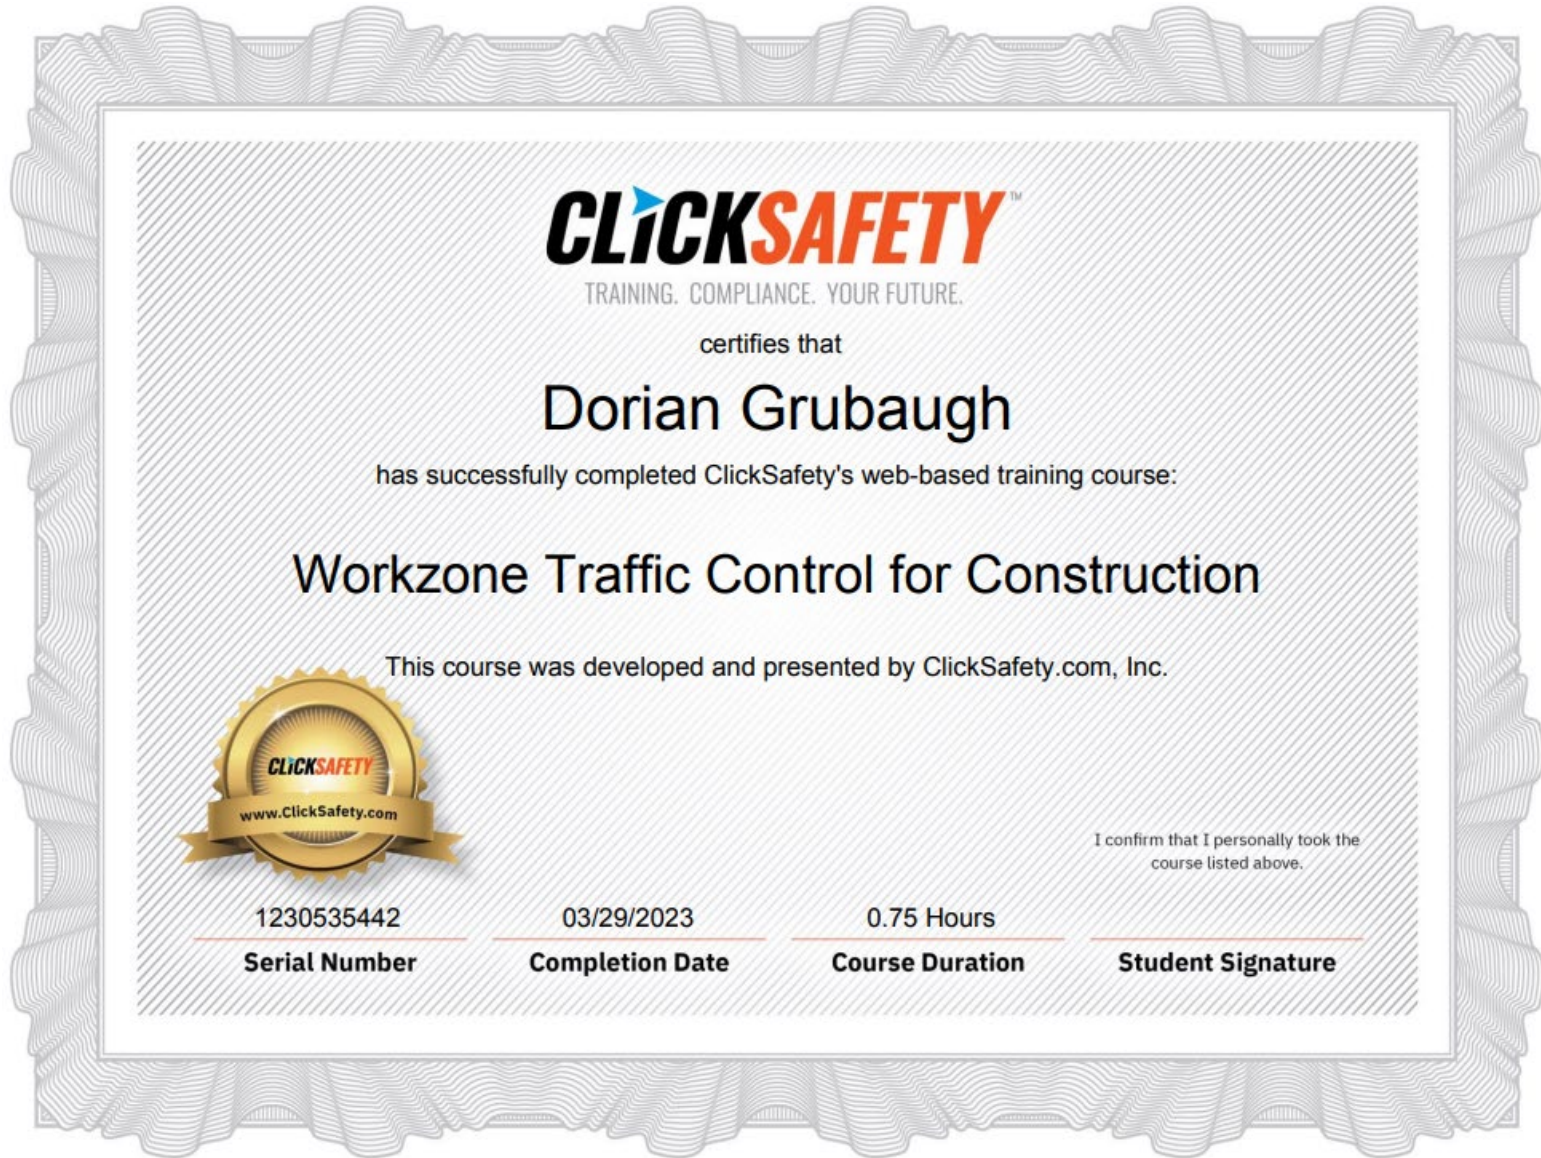 CLICKSAFETY™
TRAINING. COMPLIANCE. YOUR FUTURE.
certifies that
Dorian Grubaugh
has successfully completed ClickSafety's web-based training course:
Workzone Traffic Control for Construction
This course was developed and presented by ClickSafety.com, Inc.
CLICKSAFETY
www.ClickSafety.com
I confirm that I personally took the
course listed above.
1230535442 03/29/2023 0.75 Hours
Serial Number Completion Date Course Duration Student Signature